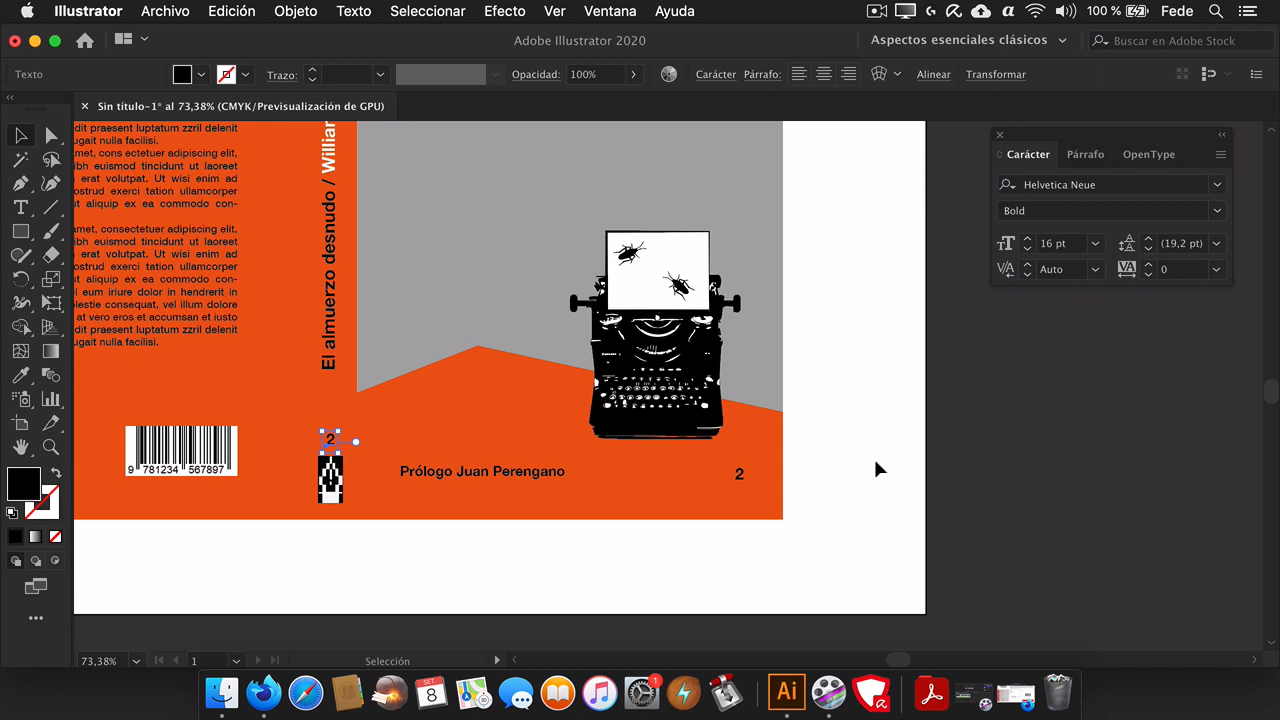 Illustrator Archivo Edición Objeto Texto Seleccionar Efecto Ver Ventana Ayuda 100 % Fede
Adobe Illustrator 2020 Aspectos esenciales clásicos Buscar en Adobe Stock
Texto Trazo: Opacidad: 100% Carácter Párrafo: Alinear Transformar
× Sin título-1* al 73,38% (CMYK/Previsualización de GPU)
dit praesent luptatum zzril delenit
ugait nulla facilisi.
amet, cons ectetuer adipiscing elit,
ibh euismod tincidunt ut laoreet
erat volutpat. Ut wisi enim ad
ostrud exerci tation ullamcorper
ut aliquip ex ea commodo con-
amet, consectetuer adipiscing elit,
ibh euismod tincidunt ut laoreet
erat volutpat. Ut wisi enim ad
ostrud exerci tation ullamcorper
ut aliquip ex ea commodo con-
el eum iriure dolor in hendrerit in
olestie consequat, vel illum dolore
at vero eros et accumsan et iusto
dit praesent luptatum zzril delenit
ugait nulla facilisi.
El almuerzo desnudo / Williar
9 781234 567897
2
Prólogo Juan Perengano
2
Carácter Párrafo OpenType
Helvetica Neue
Bold
16 pt (19,2 pt)
Auto 0
73,38% 1 Selección
SET
8
1
Ai